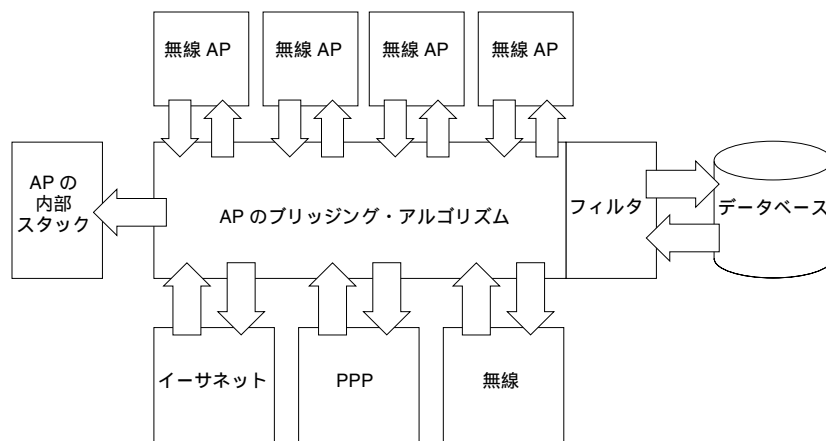 無線 AP
無線 AP
無線 AP
無線 AP
AP の
内部
スタック
AP のブリッジング・アルゴリズム
フィルタ
データベース
イーサネット
PPP
無線